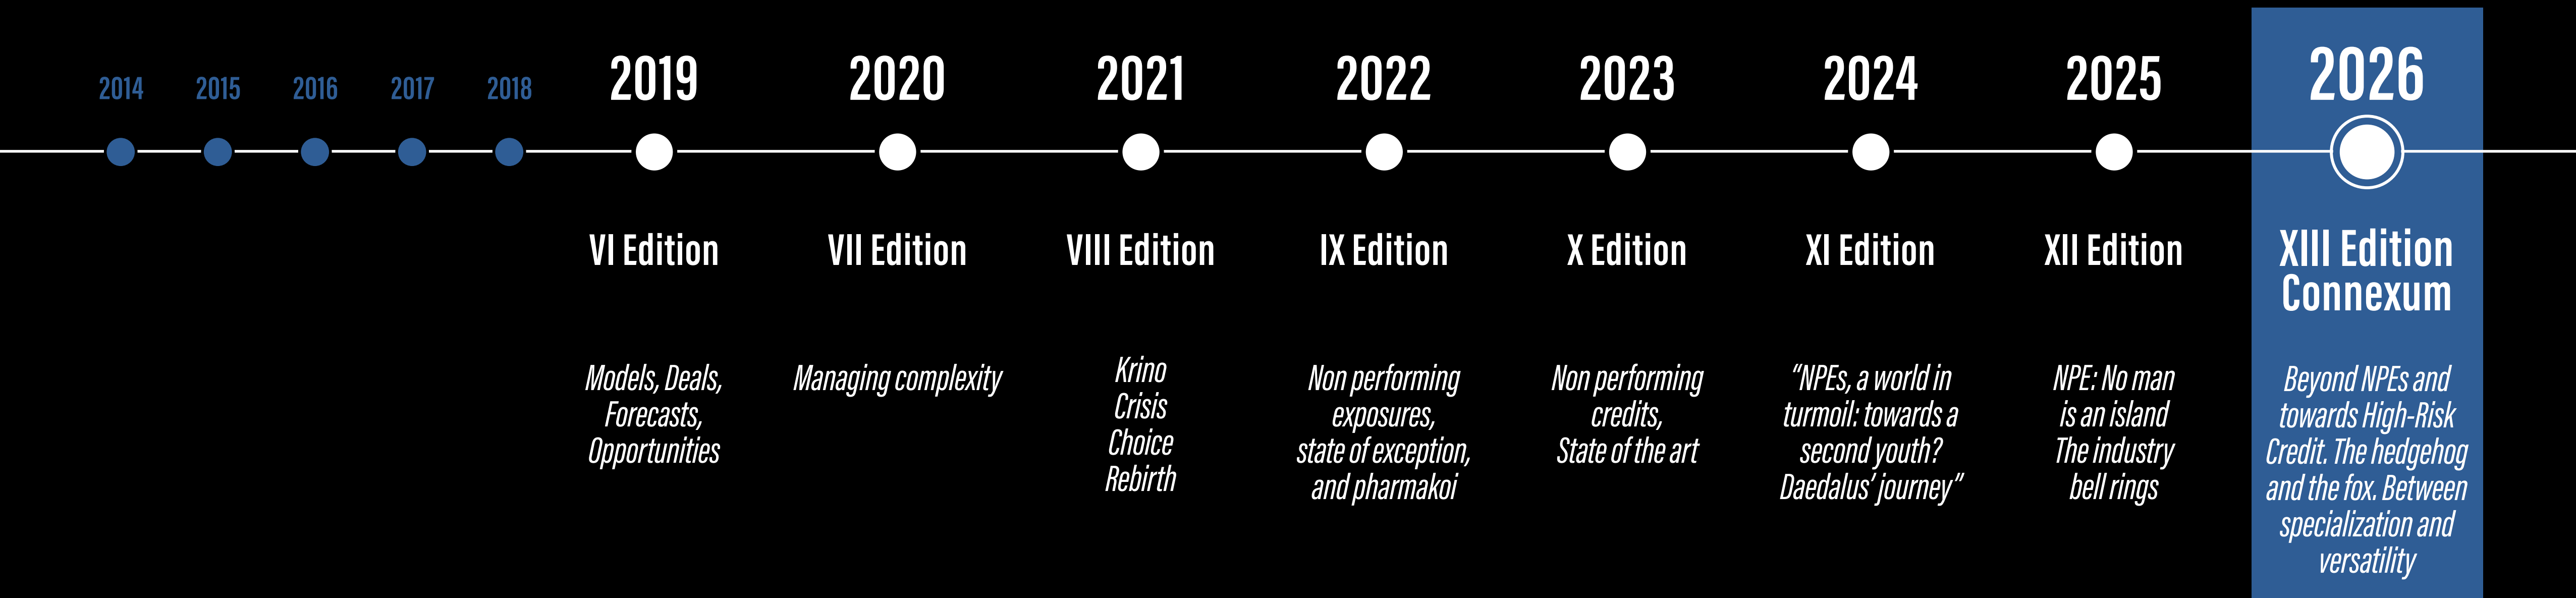 2014
2015
2016
2017
2018
2019
VI Edition
Models, Deals,
Forecasts,
Opportunities
2020
VII Edition
Managing complexity
2021
VIII Edition
Krino
Crisis
Choice
Rebirth
2022
IX Edition
Non performing
exposures,
state of exception,
and pharmakoi
2023
X Edition
Non performing
credits,
State of the art
2024
XI Edition
“NPEs, a world in
turmoil: towards a
second youth?
Daedalus’ journey”
2025
XII Edition
NPE: No man
is an island
The industry
bell rings
2026
XIII Edition
Connexum
Beyond NPEs and
towards High-Risk
Credit. The hedgehog
and the fox. Between
specialization and
versatility